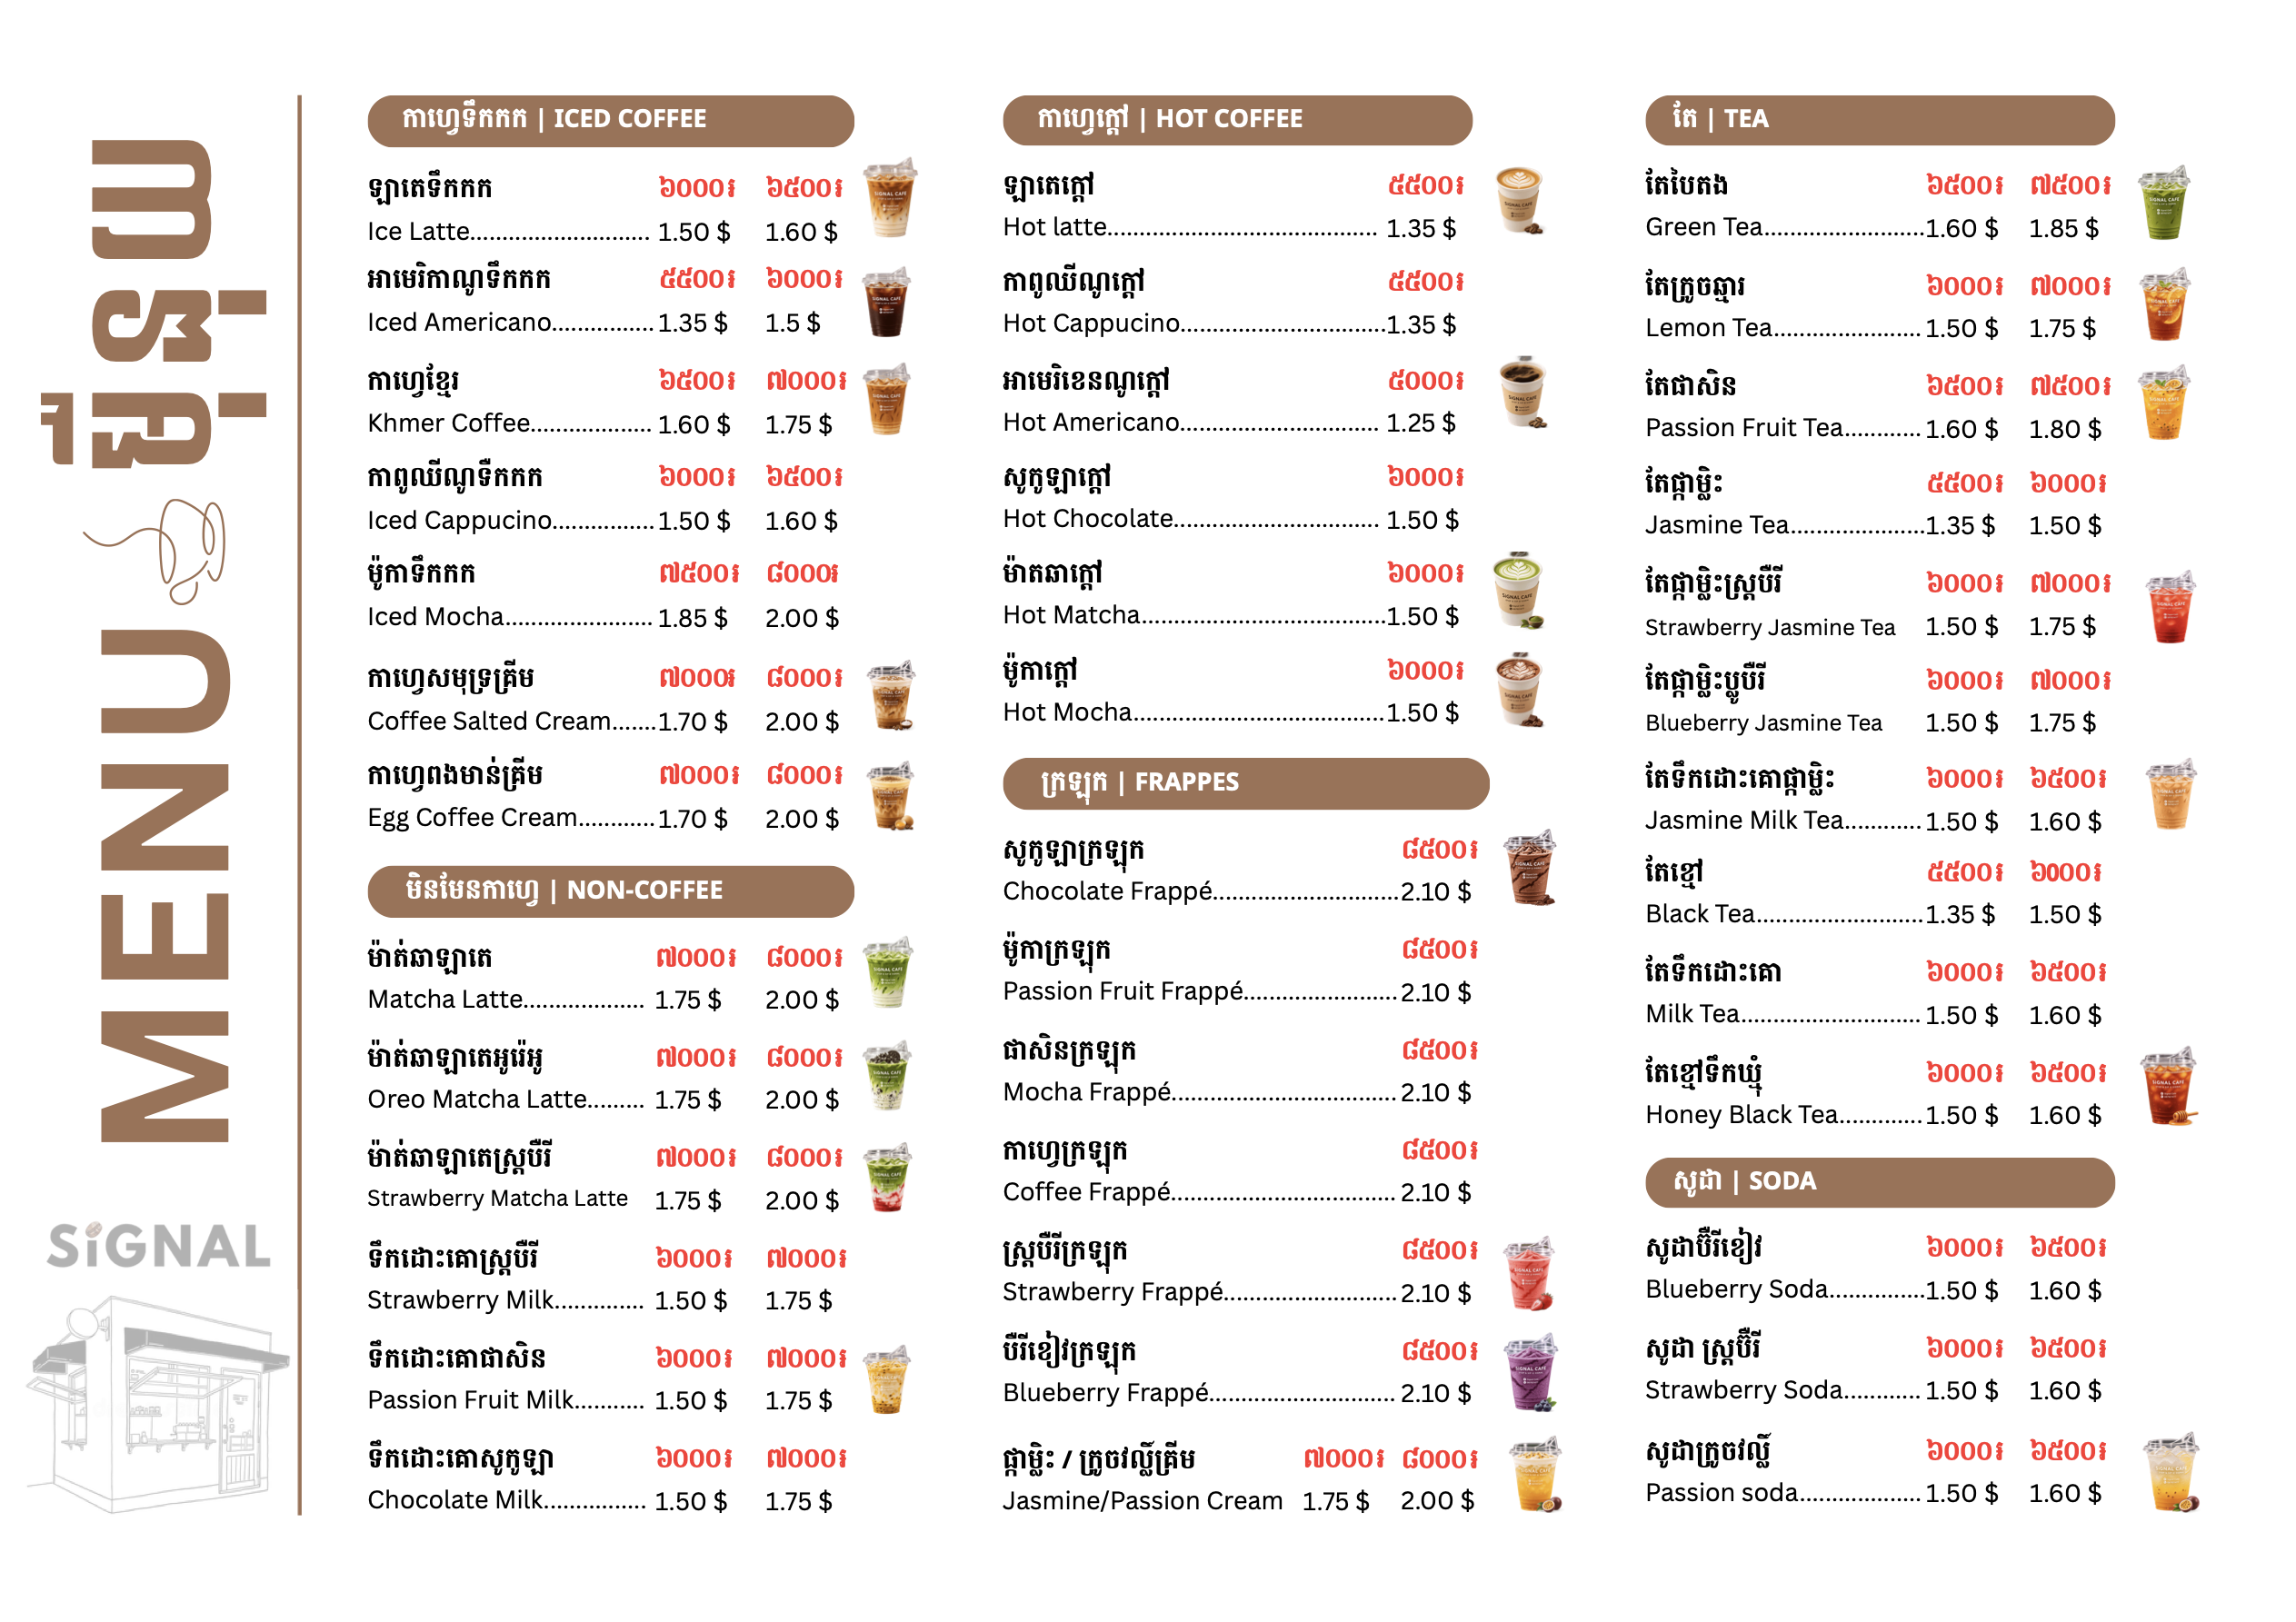 មុខម្ហូប
MENU
SiGNAL
កាហ្វេទឹកកក | ICED COFFEE
ឡាតេទឹកកក ៦០០០៛ ៦៥០០៛
Ice Latte............................ 1.50 $ 1.60 $
អាមេរិកាណូទឹកកក ៥៥០០៛ ៦០០០៛
Iced Americano................ 1.35 $ 1.5 $
កាហ្វេខ្មែរ ៦៥០០៛ ៧០០០៛
Khmer Coffee................... 1.60 $ 1.75 $
កាពូឈីណូទឹកកក ៦០០០៛ ៦៥០០៛
Iced Cappucino................ 1.50 $ 1.60 $
ម៉ូកាទឹកកក ៧៥០០៛ ៨០០០៛
Iced Mocha....................... 1.85 $ 2.00 $
កាហ្វេសមុទ្រគ្រីម ៧០០០៛ ៨០០០៛
Coffee Salted Cream.......1.70 $ 2.00 $
កាហ្វេពងមាន់គ្រីម ៧០០០៛ ៨០០០៛
Egg Coffee Cream............1.70 $ 2.00 $
មិនមែនកាហ្វេ | NON-COFFEE
ម៉ាត់ឆាឡាតេ ៧០០០៛ ៨០០០៛
Matcha Latte................... 1.75 $ 2.00 $
ម៉ាត់ឆាឡាតេអូរ៉េអូ ៧០០០៛ ៨០០០៛
Oreo Matcha Latte......... 1.75 $ 2.00 $
ម៉ាត់ឆាឡាតេស្ត្របឺរី ៧០០០៛ ៨០០០៛
Strawberry Matcha Latte 1.75 $ 2.00 $
ទឹកដោះគោស្ត្របឺរី ៦០០០៛ ៧០០០៛
Strawberry Milk.............. 1.50 $ 1.75 $
ទឹកដោះគោផាសិន ៦០០០៛ ៧០០០៛
Passion Fruit Milk........... 1.50 $ 1.75 $
ទឹកដោះគោសូកូឡា ៦០០០៛ ៧០០០៛
Chocolate Milk................ 1.50 $ 1.75 $
កាហ្វេក្តៅ | HOT COFFEE
ឡាតេក្តៅ ៥៥០០៛
Hot latte.......................................... 1.35 $
កាពូឈីណូក្តៅ ៥៥០០៛
Hot Cappucino................................1.35 $
អាមេរិខេនណូក្តៅ ៥០០០៛
Hot Americano............................... 1.25 $
សូកូឡាក្តៅ ៦០០០៛
Hot Chocolate................................ 1.50 $
ម៉ាតឆាក្តៅ ៦០០០៛
Hot Matcha......................................1.50 $
ម៉ូកាក្តៅ ៦០០០៛
Hot Mocha.......................................1.50 $
ក្រឡុក | FRAPPES
សូកូឡាក្រឡុក ៨៥០០៛
Chocolate Frappé.............................2.10 $
ម៉ូកាក្រឡុក ៨៥០០៛
Passion Fruit Frappé........................ 2.10 $
ផាសិនក្រឡុក ៨៥០០៛
Mocha Frappé................................... 2.10 $
កាហ្វេក្រឡុក ៨៥០០៛
Coffee Frappé................................... 2.10 $
ស្ត្របឺរីក្រឡុក ៨៥០០៛
Strawberry Frappé........................... 2.10 $
បឺរីខៀវក្រឡុក ៨៥០០៛
Blueberry Frappé............................. 2.10 $
ផ្កាម្លិះ / ក្រូចវល្លិ៍គ្រីម ៧០០០៛ ៨០០០៛
Jasmine/Passion Cream 1.75 $ 2.00 $
តែ | TEA
តែបៃតង ៦៥០០៛ ៧៥០០៛
Green Tea.........................1.60 $ 1.85 $
តែក្រូចឆ្មារ ៦០០០៛ ៧០០០៛
Lemon Tea....................... 1.50 $ 1.75 $
តែផាសិន ៦៥០០៛ ៧៥០០៛
Passion Fruit Tea............ 1.60 $ 1.80 $
តែផ្កាម្លិះ ៥៥០០៛ ៦០០០៛
Jasmine Tea.....................1.35 $ 1.50 $
តែផ្កាម្លិះស្ត្របឺរី ៦០០០៛ ៧០០០៛
Strawberry Jasmine Tea 1.50 $ 1.75 $
តែផ្កាម្លិះប្លូបឺរី ៦០០០៛ ៧០០០៛
Blueberry Jasmine Tea 1.50 $ 1.75 $
តែទឹកដោះគោផ្កាម្លិះ ៦០០០៛ ៦៥០០៛
Jasmine Milk Tea............ 1.50 $ 1.60 $
តែខ្មៅ ៥៥០០៛ ៦០០០៛
Black Tea..........................1.35 $ 1.50 $
តែទឹកដោះគោ ៦០០០៛ ៦៥០០៛
Milk Tea............................ 1.50 $ 1.60 $
តែខ្មៅទឹកឃ្មុំ ៦០០០៛ ៦៥០០៛
Honey Black Tea.............1.50 $ 1.60 $
សូដា | SODA
សូដាប៊ឺរីខៀវ ៦០០០៛ ៦៥០០៛
Blueberry Soda...............1.50 $ 1.60 $
សូដា ស្ត្រប៊ឺរី ៦០០០៛ ៦៥០០៛
Strawberry Soda............ 1.50 $ 1.60 $
សូដាក្រូចវល្លិ៍ ៦០០០៛ ៦៥០០៛
Passion soda................... 1.50 $ 1.60 $